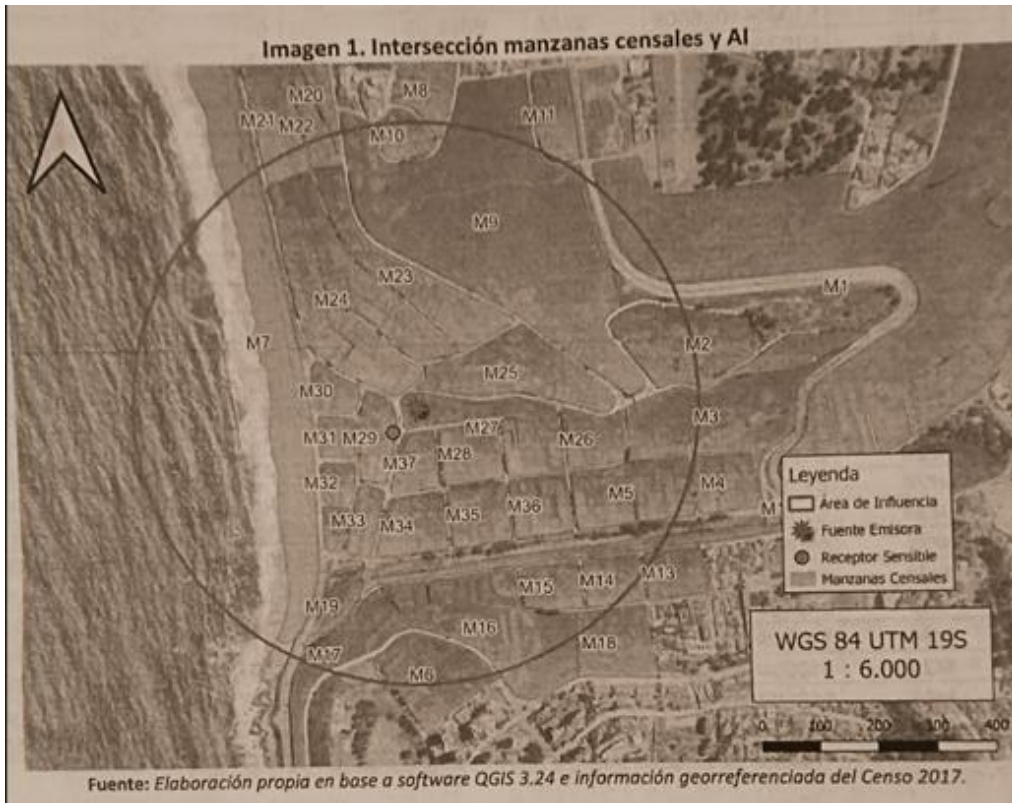 Imagen 1. Intersección manzanas censales y AI
M20
M8
M21
M22
M10
M11
M9
M23
M24
M1
M7
M2
M25
M30
M3
M27
M31
M29
M26
M28
M37
M32
M5
M4
M36
M33
M34
M35
M15
M14
M13
M19
M16
M18
M17
M6
Leyenda
Área de Influencia
Fuente Emisora
Receptor Sensible
Manzanas Censales
WGS 84 UTM 19S
1 : 6.000
0 100 200 300 400
Fuente: Elaboración propia en base a software QGIS 3.24 e información georreferenciada del Censo 2017.